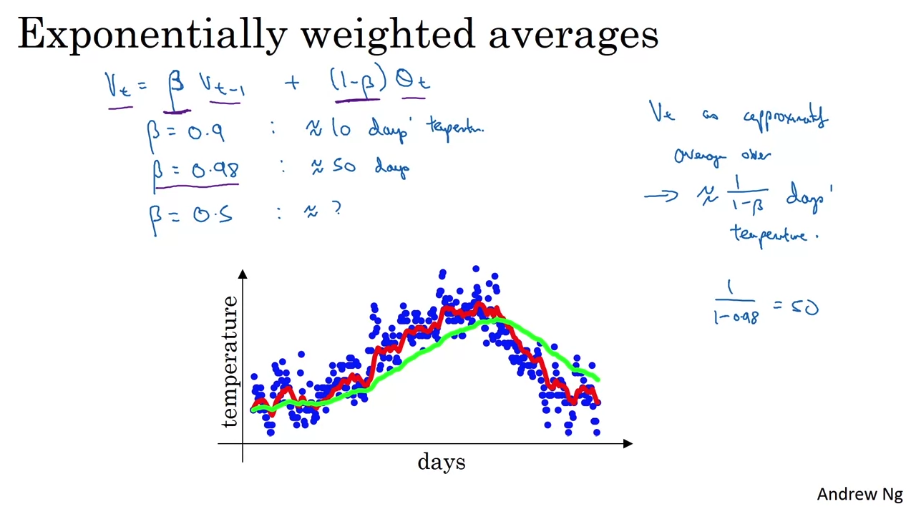 Exponentially weighted averages
Vt = β Vt-1 + (1-β) θt
β = 0.9 : ≈ 10 days' temperature.
β = 0.98 : ≈ 50 days
β = 0.5 : ≈ ?
Vt as approximately
average over
→ ≈ 1/(1-β) days'
temperature.
1/(1-0.98) = 50
temperature
days
Andrew Ng